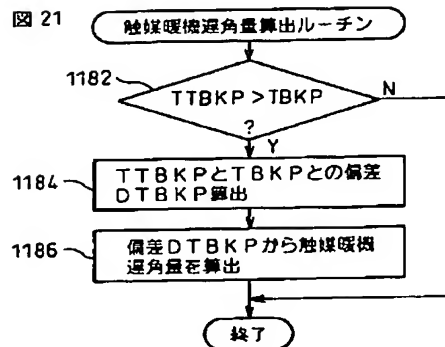 図 21
触媒暖機遅角量算出ルーチン
1182
TTBKP>TBKP
N
?
Y
1184
TTBKPとTBKPとの偏差
DTBKP算出
1186
偏差DTBKPから触媒暖機
遅角量を算出
終了